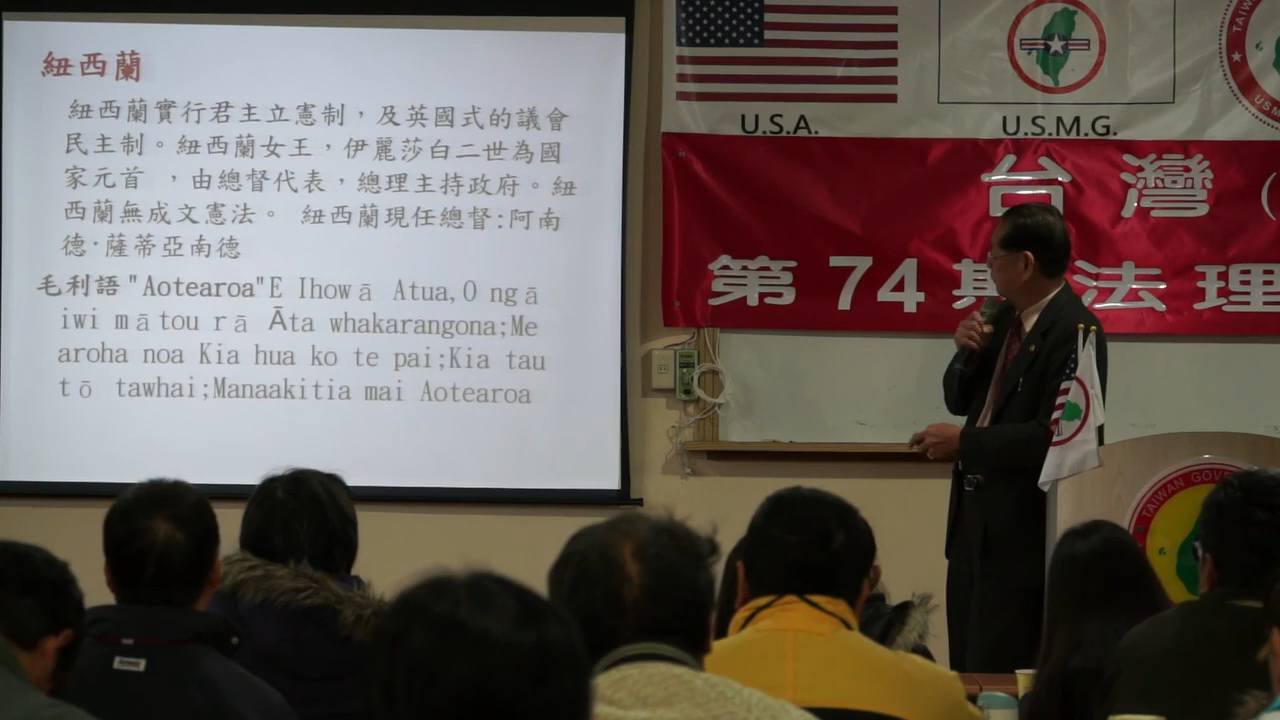 紐西蘭
紐西蘭實行君主立憲制，及英國式的議會
民主制。紐西蘭女王，伊麗莎白二世為國
家元首 ，由總督代表，總理主持政府。紐
西蘭無成文憲法。 紐西蘭現任總督:阿南
德·薩蒂亞南德
毛利語"Aotearoa"E Ihowā Atua,O ngā
iwi mātou rā Āta whakarangona;Me
aroha noa Kia hua ko te pai;Kia tau
tō tawhai;Manaakitia mai Aotearoa
U.S.A.
U.S.M.G.
台灣（
第74期法理
TAIWAN GOVE